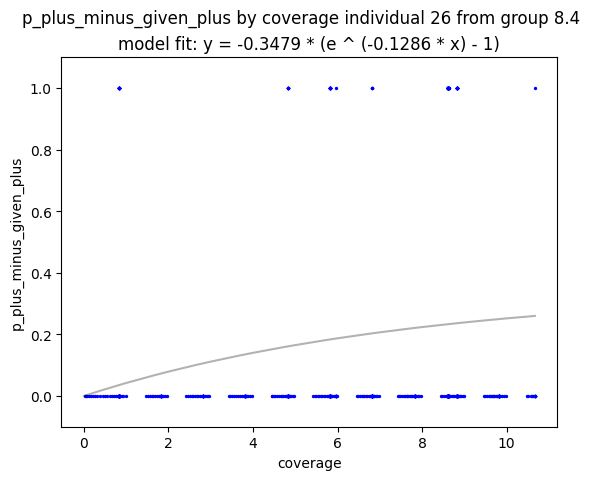 p_plus_minus_given_plus by coverage individual 26 from group 8.4
model fit: y = -0.3479 * (e ^ (-0.1286 * x) - 1)
p_plus_minus_given_plus
1.0
0.8
0.6
0.4
0.2
0.0
0 2 4 6 8 10
coverage